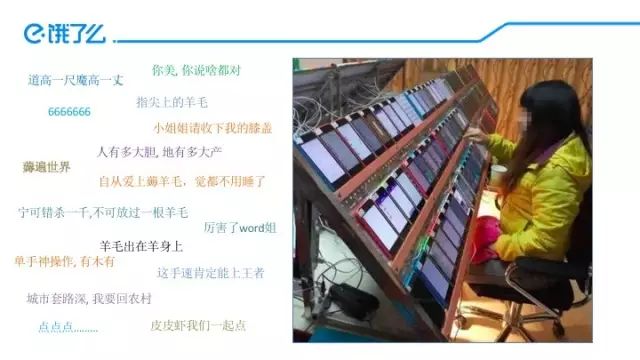 饿了么
你美, 你说啥都对
道高一尺魔高一丈
指尖上的羊毛
6666666
小姐姐请收下我的膝盖
人有多大胆, 地有多大产
薅遍世界
自从爱上薅羊毛，觉都不用睡了
宁可错杀一千,不可放过一根羊毛
厉害了word姐
羊毛出在羊身上
单手神操作, 有木有
这手速肯定能上王者
城市套路深, 我要回农村
点点点.........
皮皮虾我们一起点